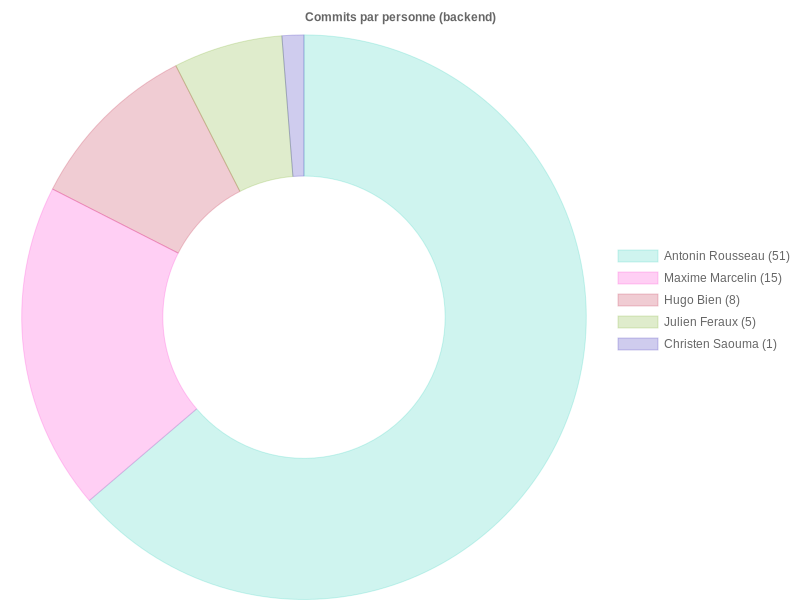 Commits par personne (backend)
Antonin Rousseau (51)
Maxime Marcelin (15)
Hugo Bien (8)
Julien Feraux (5)
Christen Saouma (1)